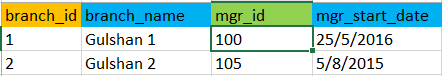 branch_id branch_name mgr_id mgr_start_date
1 Gulshan 1 100 25/5/2016
2 Gulshan 2 105 5/8/2015